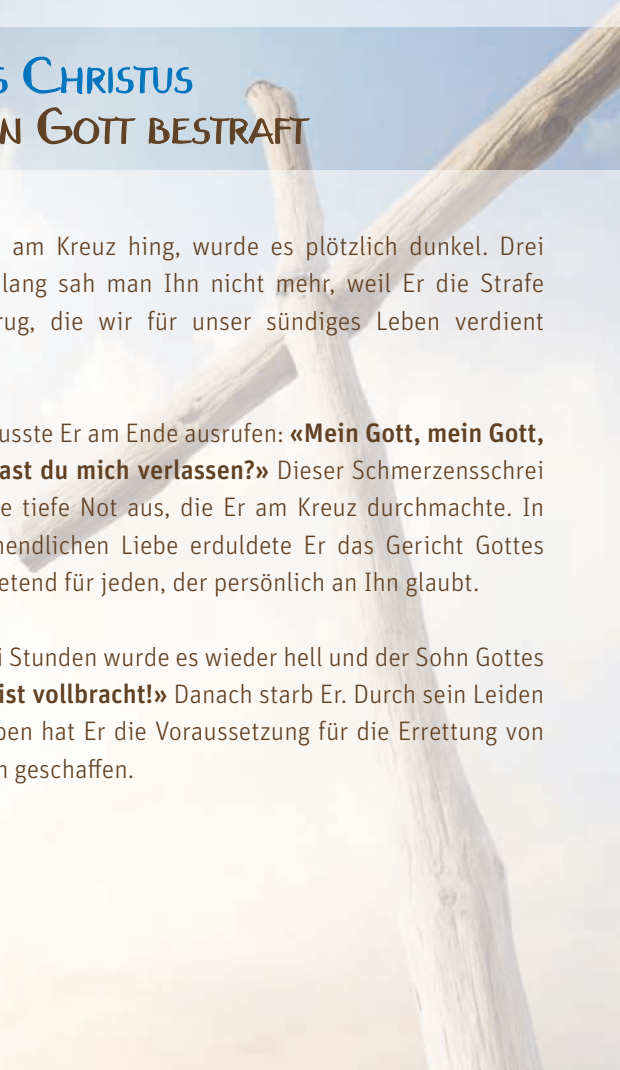 s Christus
n Gott bestraft
am Kreuz hing, wurde es plötzlich dunkel. Drei
lang sah man Ihn nicht mehr, weil Er die Strafe
rug, die wir für unser sündiges Leben verdient
usste Er am Ende ausrufen: «Mein Gott, mein Gott,
ast du mich verlassen?» Dieser Schmerzensschrei
e tiefe Not aus, die Er am Kreuz durchmachte. In
nendlichen Liebe erduldete Er das Gericht Gottes
etend für jeden, der persönlich an Ihn glaubt.
i Stunden wurde es wieder hell und der Sohn Gottes
ist vollbracht!» Danach starb Er. Durch sein Leiden
ben hat Er die Voraussetzung für die Errettung von
n geschaffen.